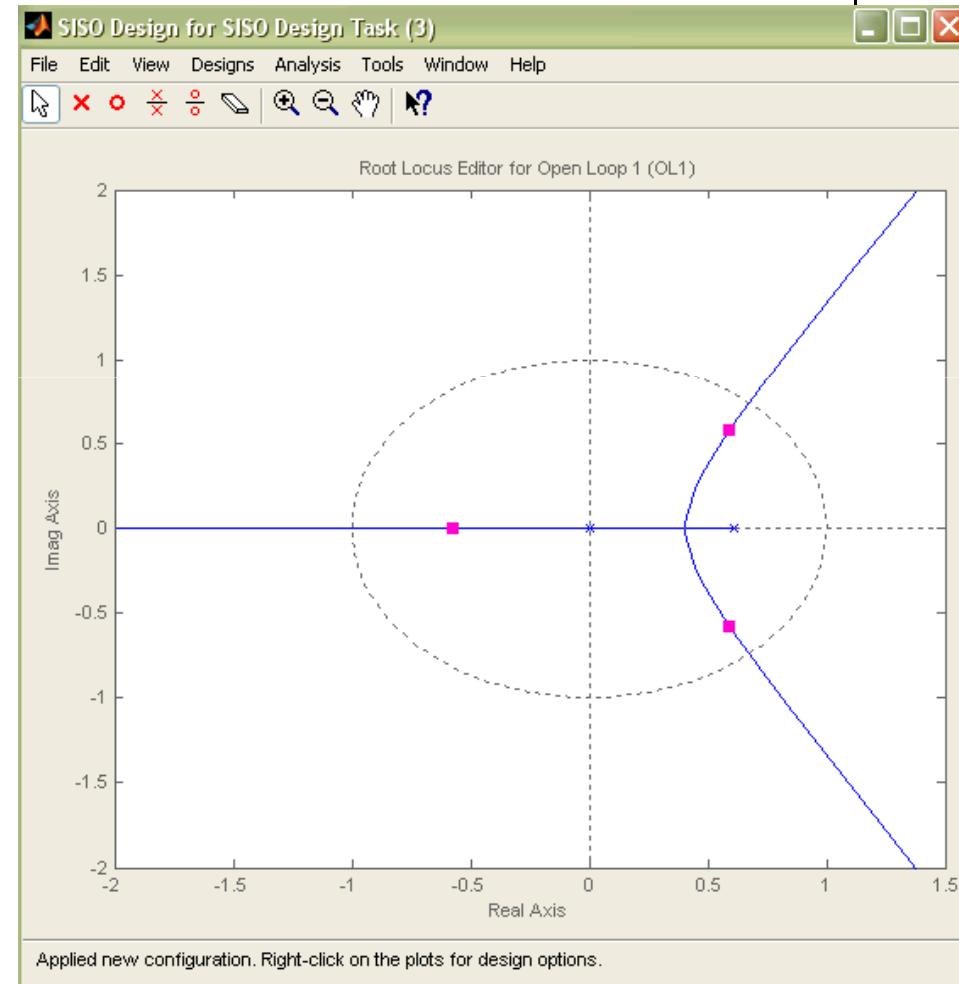 SISO Design for SISO Design Task (3)
File Edit View Designs Analysis Tools Window Help
Root Locus Editor for Open Loop 1 (OL1)
2
1.5
1
0.5
0
-0.5
-1
-1.5
-2
Imag Axis
-2 -1.5 -1 -0.5 0 0.5 1 1.5
Real Axis
Applied new configuration. Right-click on the plots for design options.